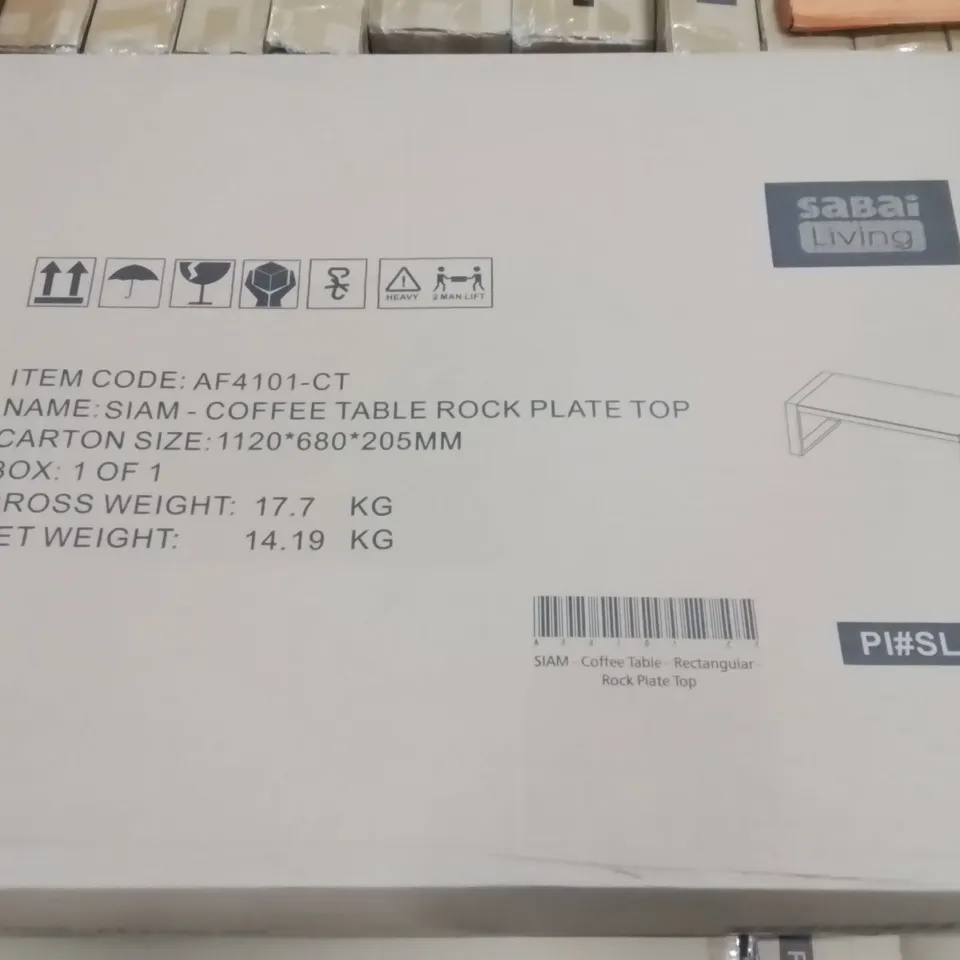 SaBai
Living
HEAVY
2 MAN LIFT
ITEM CODE: AF4101-CT
NAME: SIAM - COFFEE TABLE ROCK PLATE TOP
CARTON SIZE: 1120*680*205MM
BOX: 1 OF 1
ROSS WEIGHT: 17.7 KG
ET WEIGHT: 14.19 KG
SIAM - Coffee Table - Rectangular -
Rock Plate Top
PI#SL